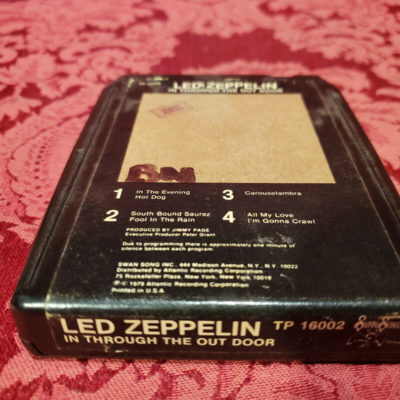 LED ZEPPELIN
IN THROUGH THE OUT DOOR
1 In The Evening
Hot Dog
2 South Bound Saurez
Fool In The Rain
3 Carouselambra
4 All My Love
I'm Gonna Crawl
PRODUCED BY JIMMY PAGE
Executive Producer Peter Grant
Due to programming there is approximately one minute of
silence between each program.
SWAN SONG INC., 444 Madison Avenue, N.Y., N.Y. 10022
Distributed by Atlantic Recording Corporation
75 Rockefeller Plaza, New York, New York 10019
℗ © 1979 Atlantic Recording Corporation
Printed in U.S.A.
LED ZEPPELIN TP 16002 SWAN SONG
IN THROUGH THE OUT DOOR